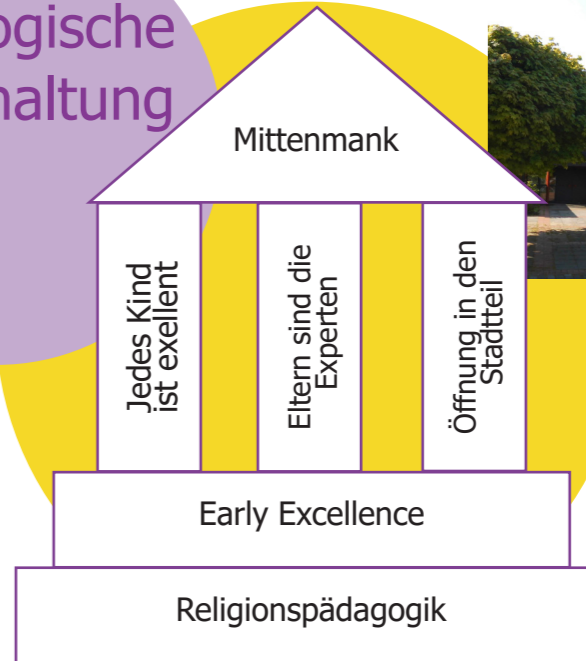 ogische
haltung
Mittenmank
Jedes Kind
ist exellent
Eltern sind die
Experten
Öffnung in den
Stadtteil
Early Excellence
Religionspädagogik